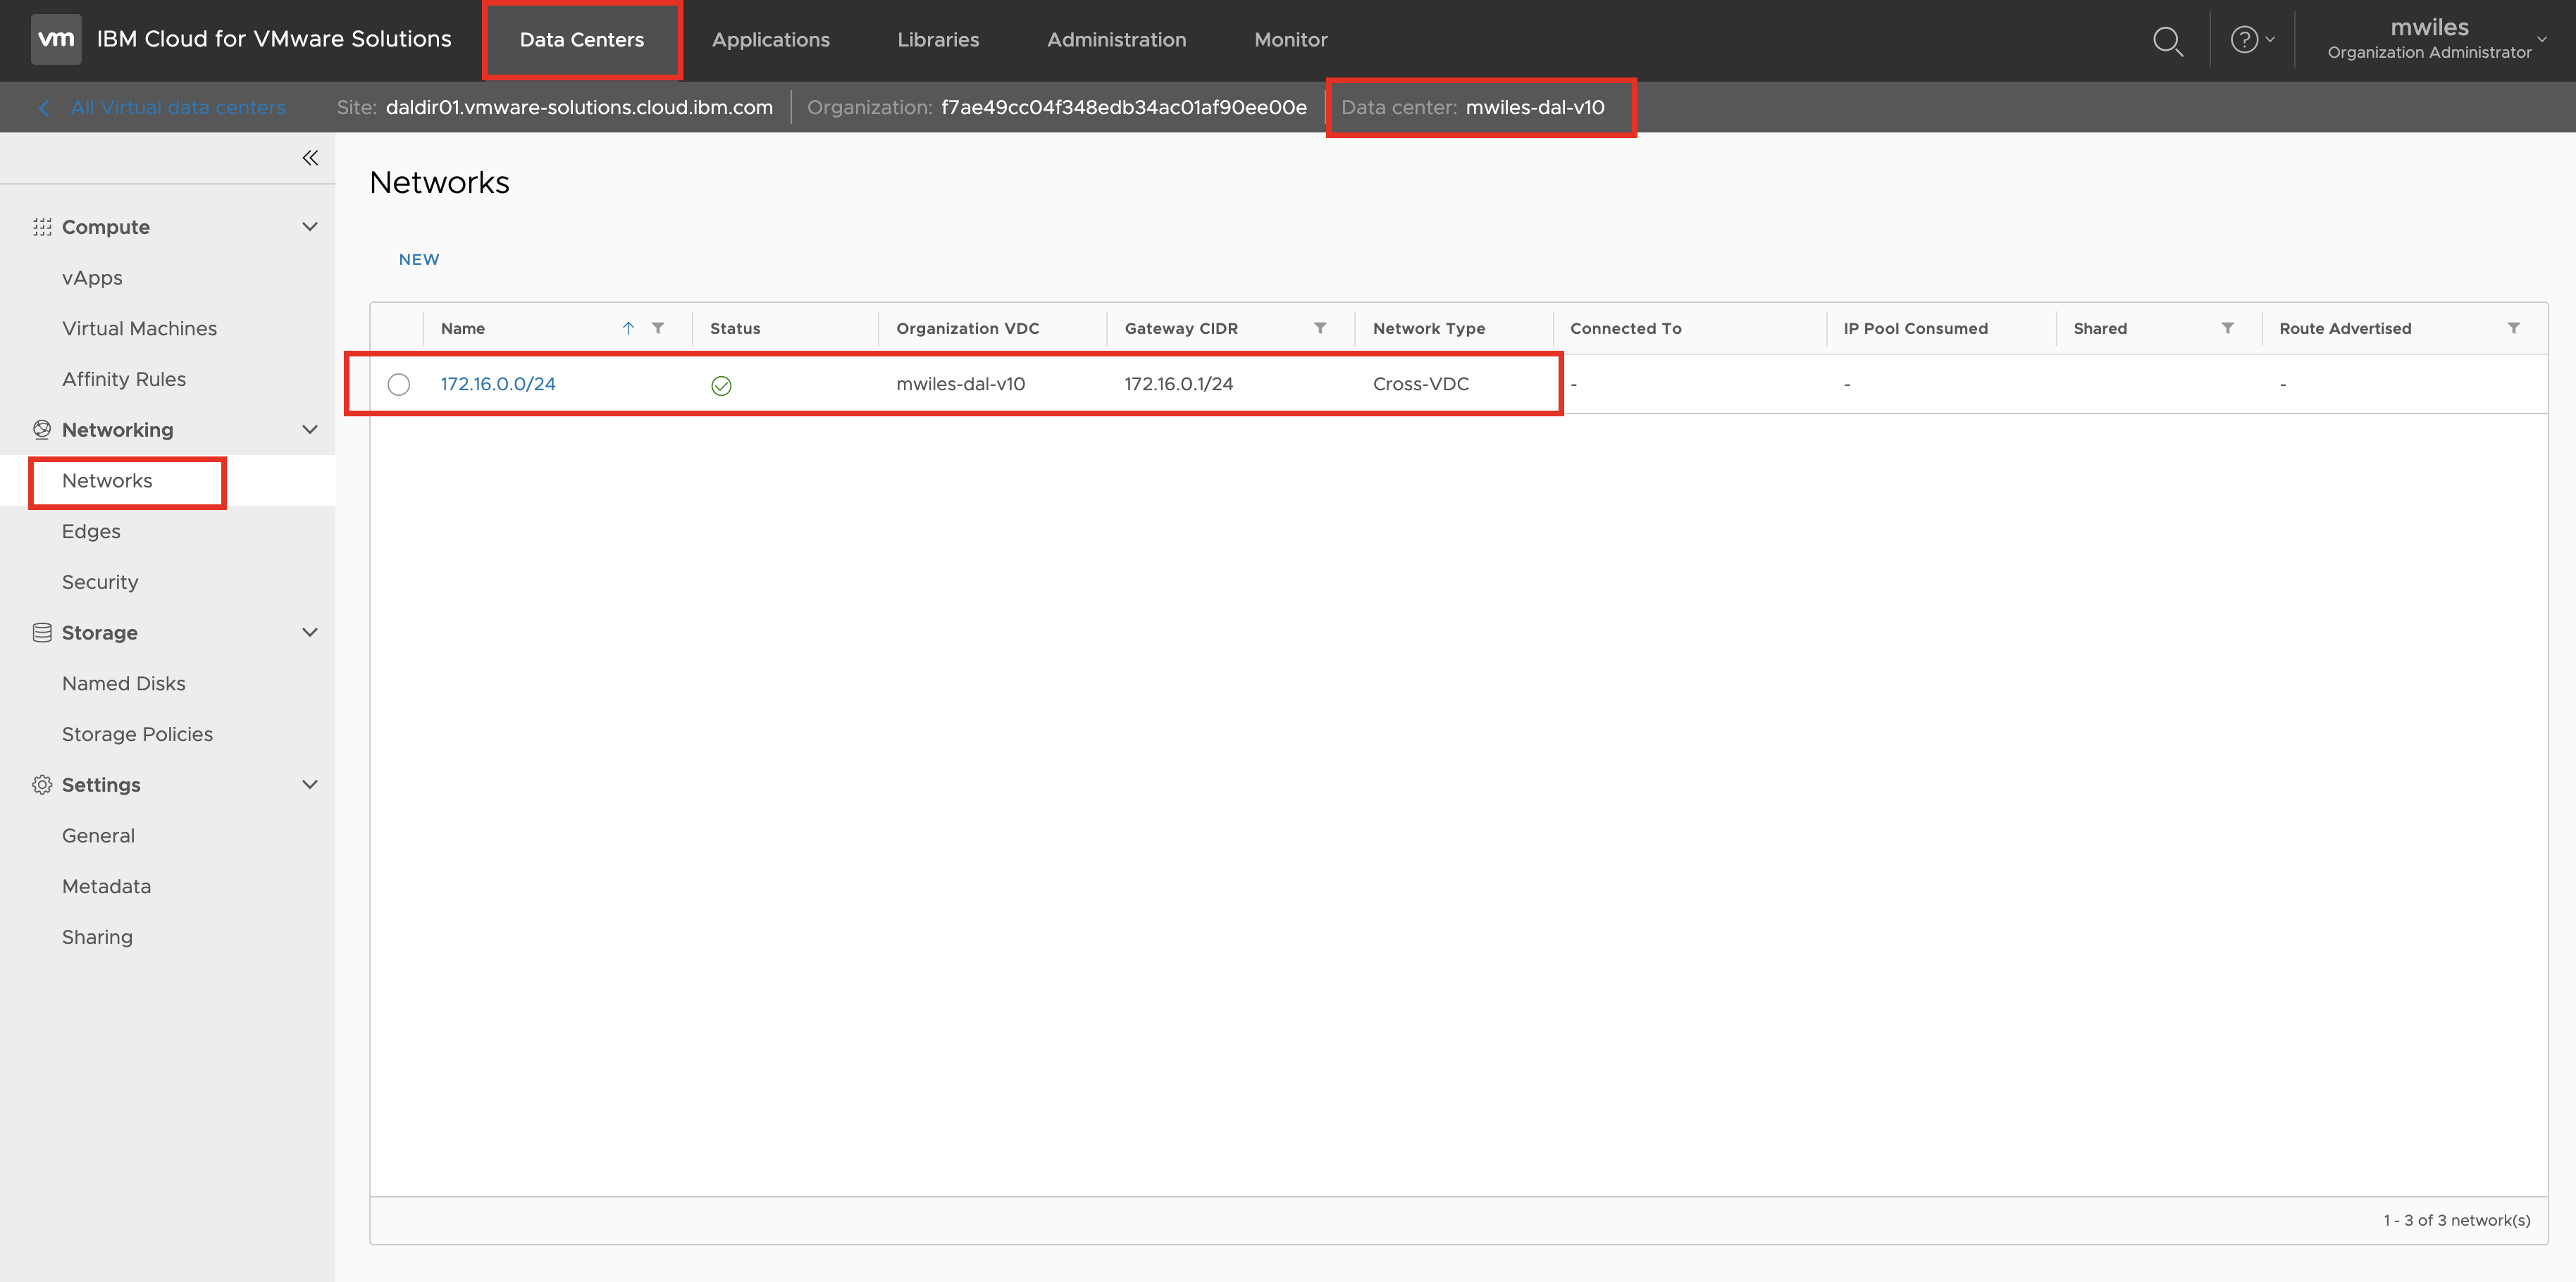 vm IBM Cloud for VMware Solutions Data Centers Applications Libraries Administration Monitor ? mwiles
Organization Administrator
All Virtual data centers Site: daldir01.vmware-solutions.cloud.ibm.com Organization: f7ae49cc04f348edb34ac01af90ee00e Data center: mwiles-dal-v10
Compute
vApps
Virtual Machines
Affinity Rules
Networking
Networks
Edges
Security
Storage
Named Disks
Storage Policies
Settings
General
Metadata
Sharing
Networks
NEW
Name Status Organization VDC Gateway CIDR Network Type Connected To IP Pool Consumed Shared Route Advertised
172.16.0.0/24 mwiles-dal-v10 172.16.0.1/24 Cross-VDC - - -
1 - 3 of 3 network(s)